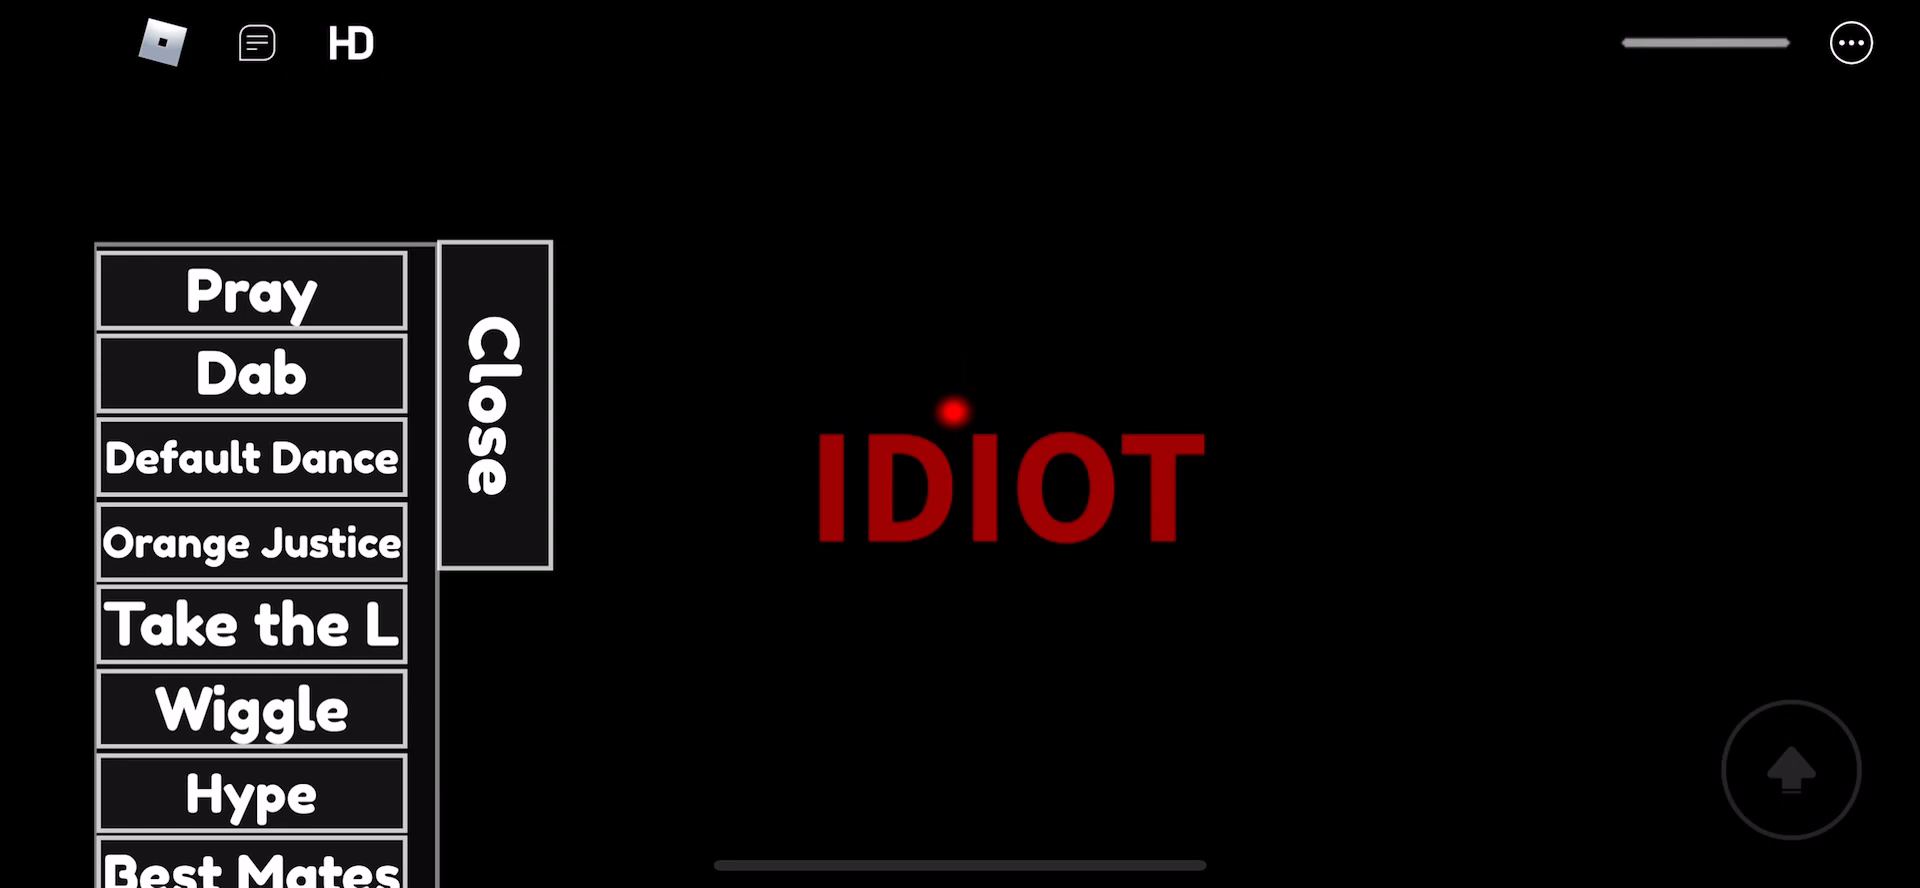 HD
Pray
Dab
Default Dance
Orange Justice
Take the L
Wiggle
Hype
Best Mates
Close
IDIOT